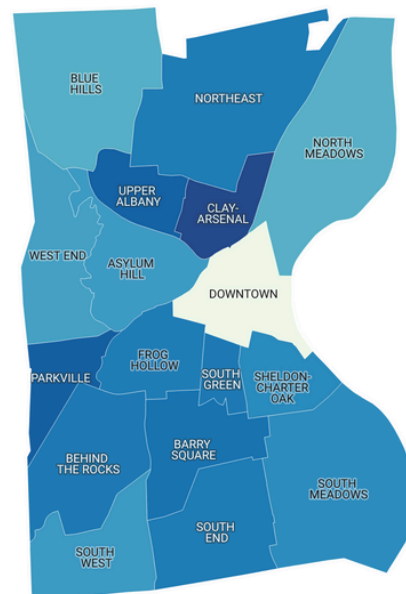 BLUE
HILLS
NORTHEAST
NORTH
MEADOWS
UPPER
ALBANY
CLAY-
ARSENAL
WEST END
ASYLUM
HILL
DOWNTOWN
PARKVILLE
FROG
HOLLOW
SOUTH
GREEN
SHELDON-
CHARTER
OAK
BEHIND
THE ROCKS
BARRY
SQUARE
SOUTH
MEADOWS
SOUTH
END
SOUTH
WEST